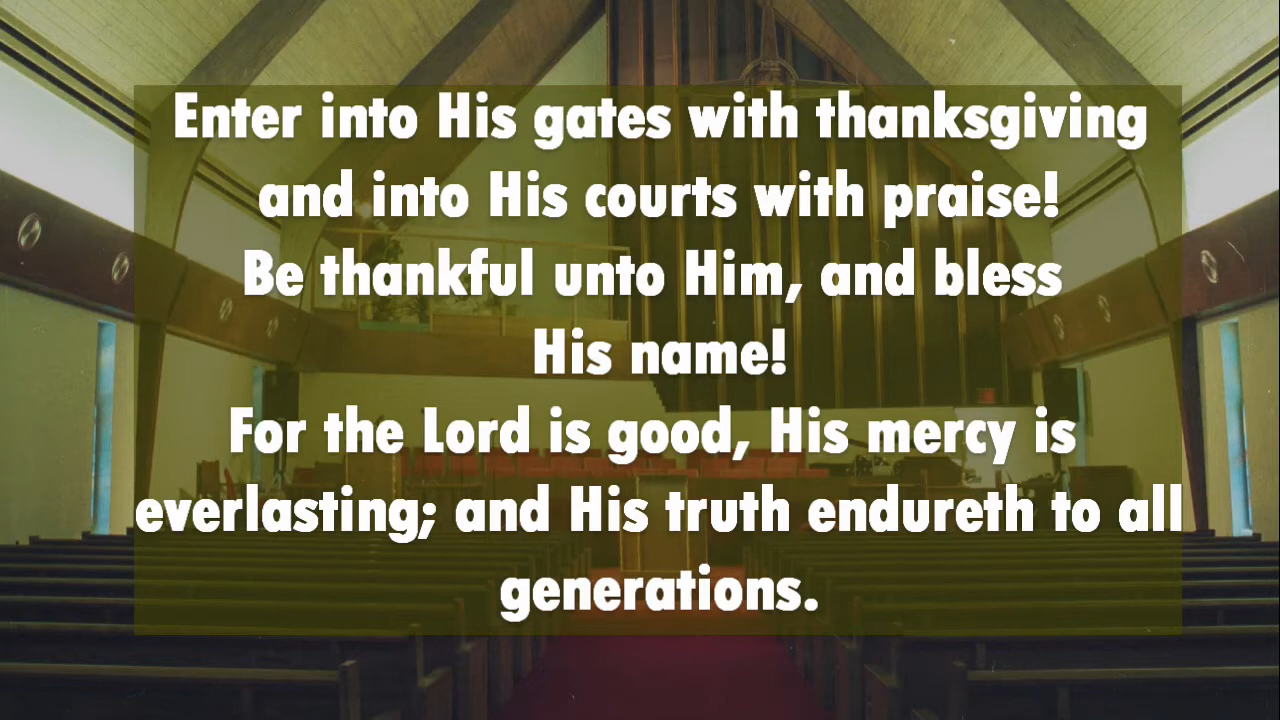 Enter into His gates with thanksgiving
and into His courts with praise!
Be thankful unto Him, and bless
His name!
For the Lord is good, His mercy is
everlasting; and His truth endureth to all
generations.